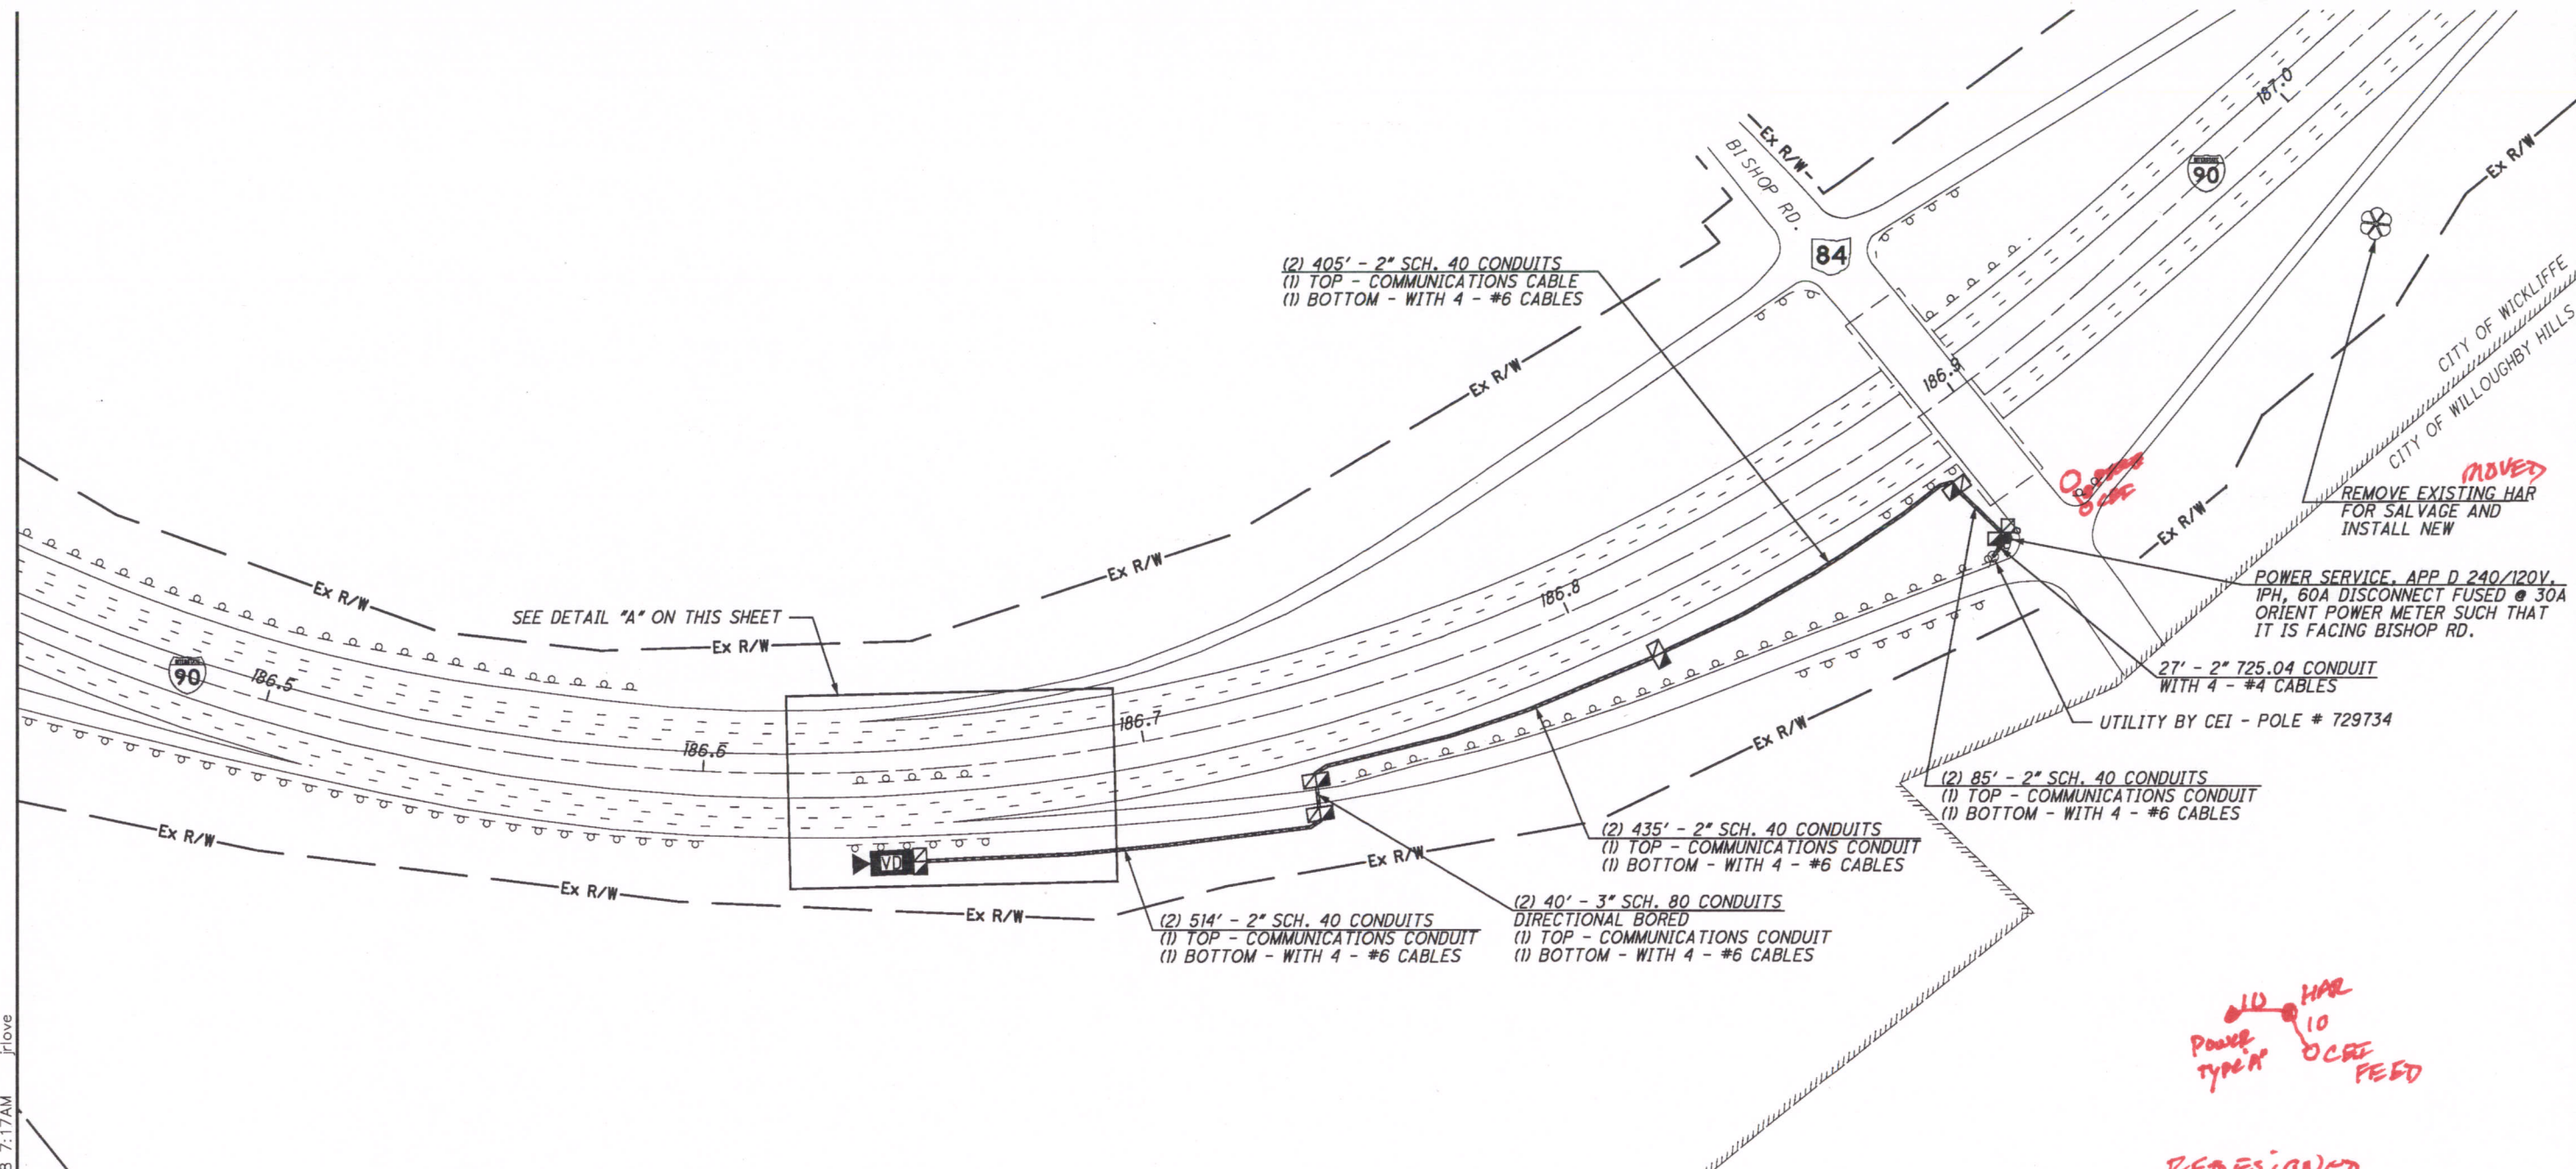 187.0
Ex R/W
BISHOP RD.
Ex R/W
90
84
(2) 405' - 2" SCH. 40 CONDUITS
(1) TOP - COMMUNICATIONS CABLE
(1) BOTTOM - WITH 4 - #6 CABLES
CITY OF WICKLIFFE
CITY OF WILLOUGHBY HILLS
186.9
Ex R/W
MOVED
REMOVE EXISTING HAR
FOR SALVAGE AND
INSTALL NEW
Ex R/W
Ex R/W
POWER SERVICE, APP D 240/120V,
1PH, 60A DISCONNECT FUSED @ 30A
ORIENT POWER METER SUCH THAT
IT IS FACING BISHOP RD.
186.8
Ex R/W
SEE DETAIL "A" ON THIS SHEET
Ex R/W
90
186.5
27' - 2" 725.04 CONDUIT
WITH 4 - #4 CABLES
186.7
186.6
UTILITY BY CEI - POLE # 729734
Ex R/W
(2) 85' - 2" SCH. 40 CONDUITS
(1) TOP - COMMUNICATIONS CONDUIT
(1) BOTTOM - WITH 4 - #6 CABLES
Ex R/W
(2) 435' - 2" SCH. 40 CONDUITS
(1) TOP - COMMUNICATIONS CONDUIT
(1) BOTTOM - WITH 4 - #6 CABLES
VD
Ex R/W
Ex R/W
Ex R/W
(2) 514' - 2" SCH. 40 CONDUITS
(1) TOP - COMMUNICATIONS CONDUIT
(1) BOTTOM - WITH 4 - #6 CABLES
(2) 40' - 3" SCH. 80 CONDUITS
DIRECTIONAL BORED
(1) TOP - COMMUNICATIONS CONDUIT
(1) BOTTOM - WITH 4 - #6 CABLES
10 HAR
10
POWER
TYPE "A"
CEI
FEED
REDESIGNED
jrlove
7:17AM